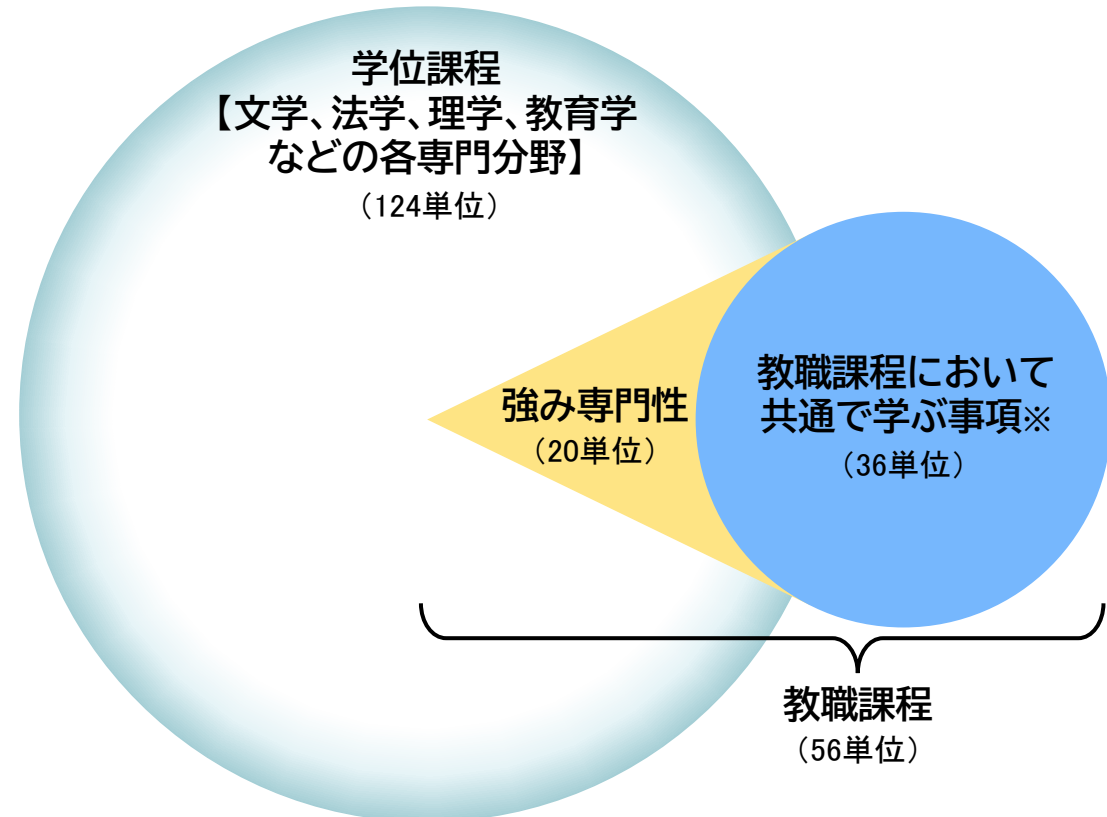 学位課程
【文学、法学、理学、教育学
などの各専門分野】
（124単位）
強み専門性
（20単位）
教職課程において
共通で学ぶ事項※
（36単位）
教職課程
（56単位）